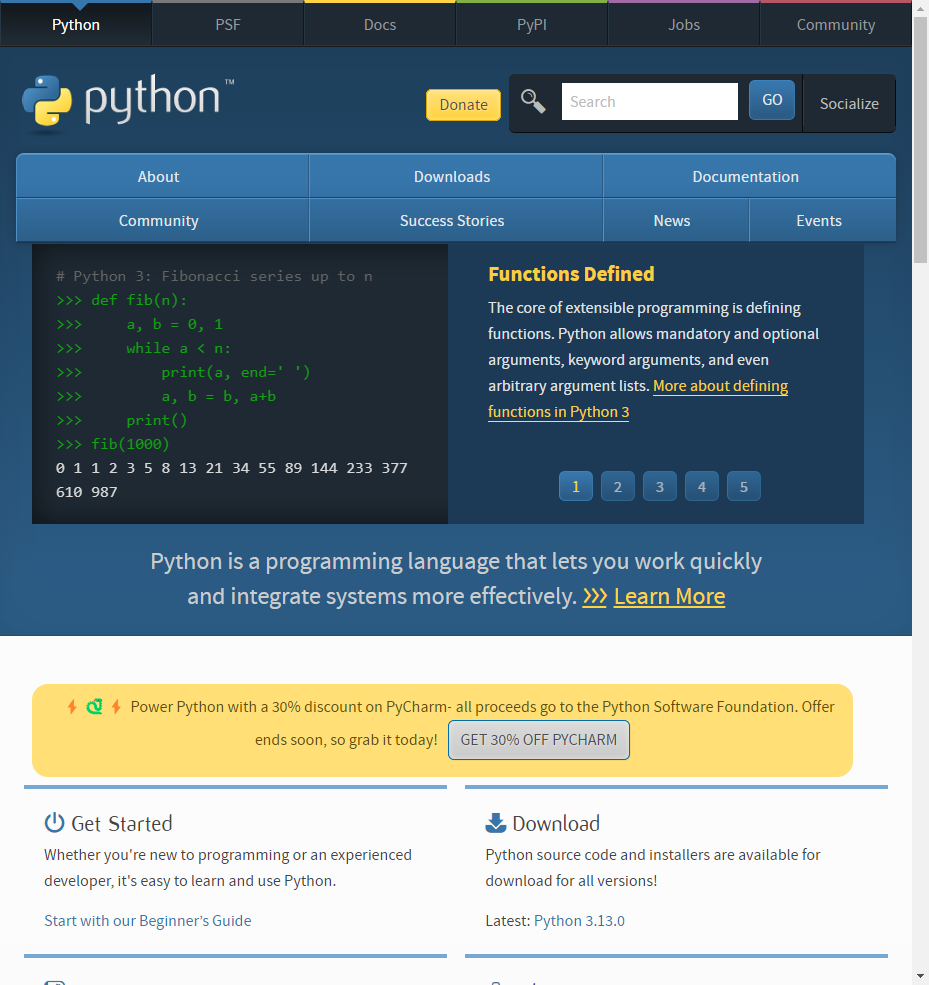 Python PSF Docs PyPI Jobs Community
python™ Donate Search GO Socialize
About Downloads Documentation
Community Success Stories News Events
# Python 3: Fibonacci series up to n
>>> def fib(n):
>>>     a, b = 0, 1
>>>     while a < n:
>>>         print(a, end=' ')
>>>         a, b = b, a+b
>>>     print()
>>> fib(1000)
0 1 1 2 3 5 8 13 21 34 55 89 144 233 377
610 987
Functions Defined
The core of extensible programming is defining
functions. Python allows mandatory and optional
arguments, keyword arguments, and even
arbitrary argument lists. More about defining
functions in Python 3
1 2 3 4 5
Python is a programming language that lets you work quickly
and integrate systems more effectively. >>> Learn More
Power Python with a 30% discount on PyCharm- all proceeds go to the Python Software Foundation. Offer
ends soon, so grab it today! GET 30% OFF PYCHARM
Get Started
Whether you're new to programming or an experienced
developer, it's easy to learn and use Python.
Start with our Beginner’s Guide
Download
Python source code and installers are available for
download for all versions!
Latest: Python 3.13.0